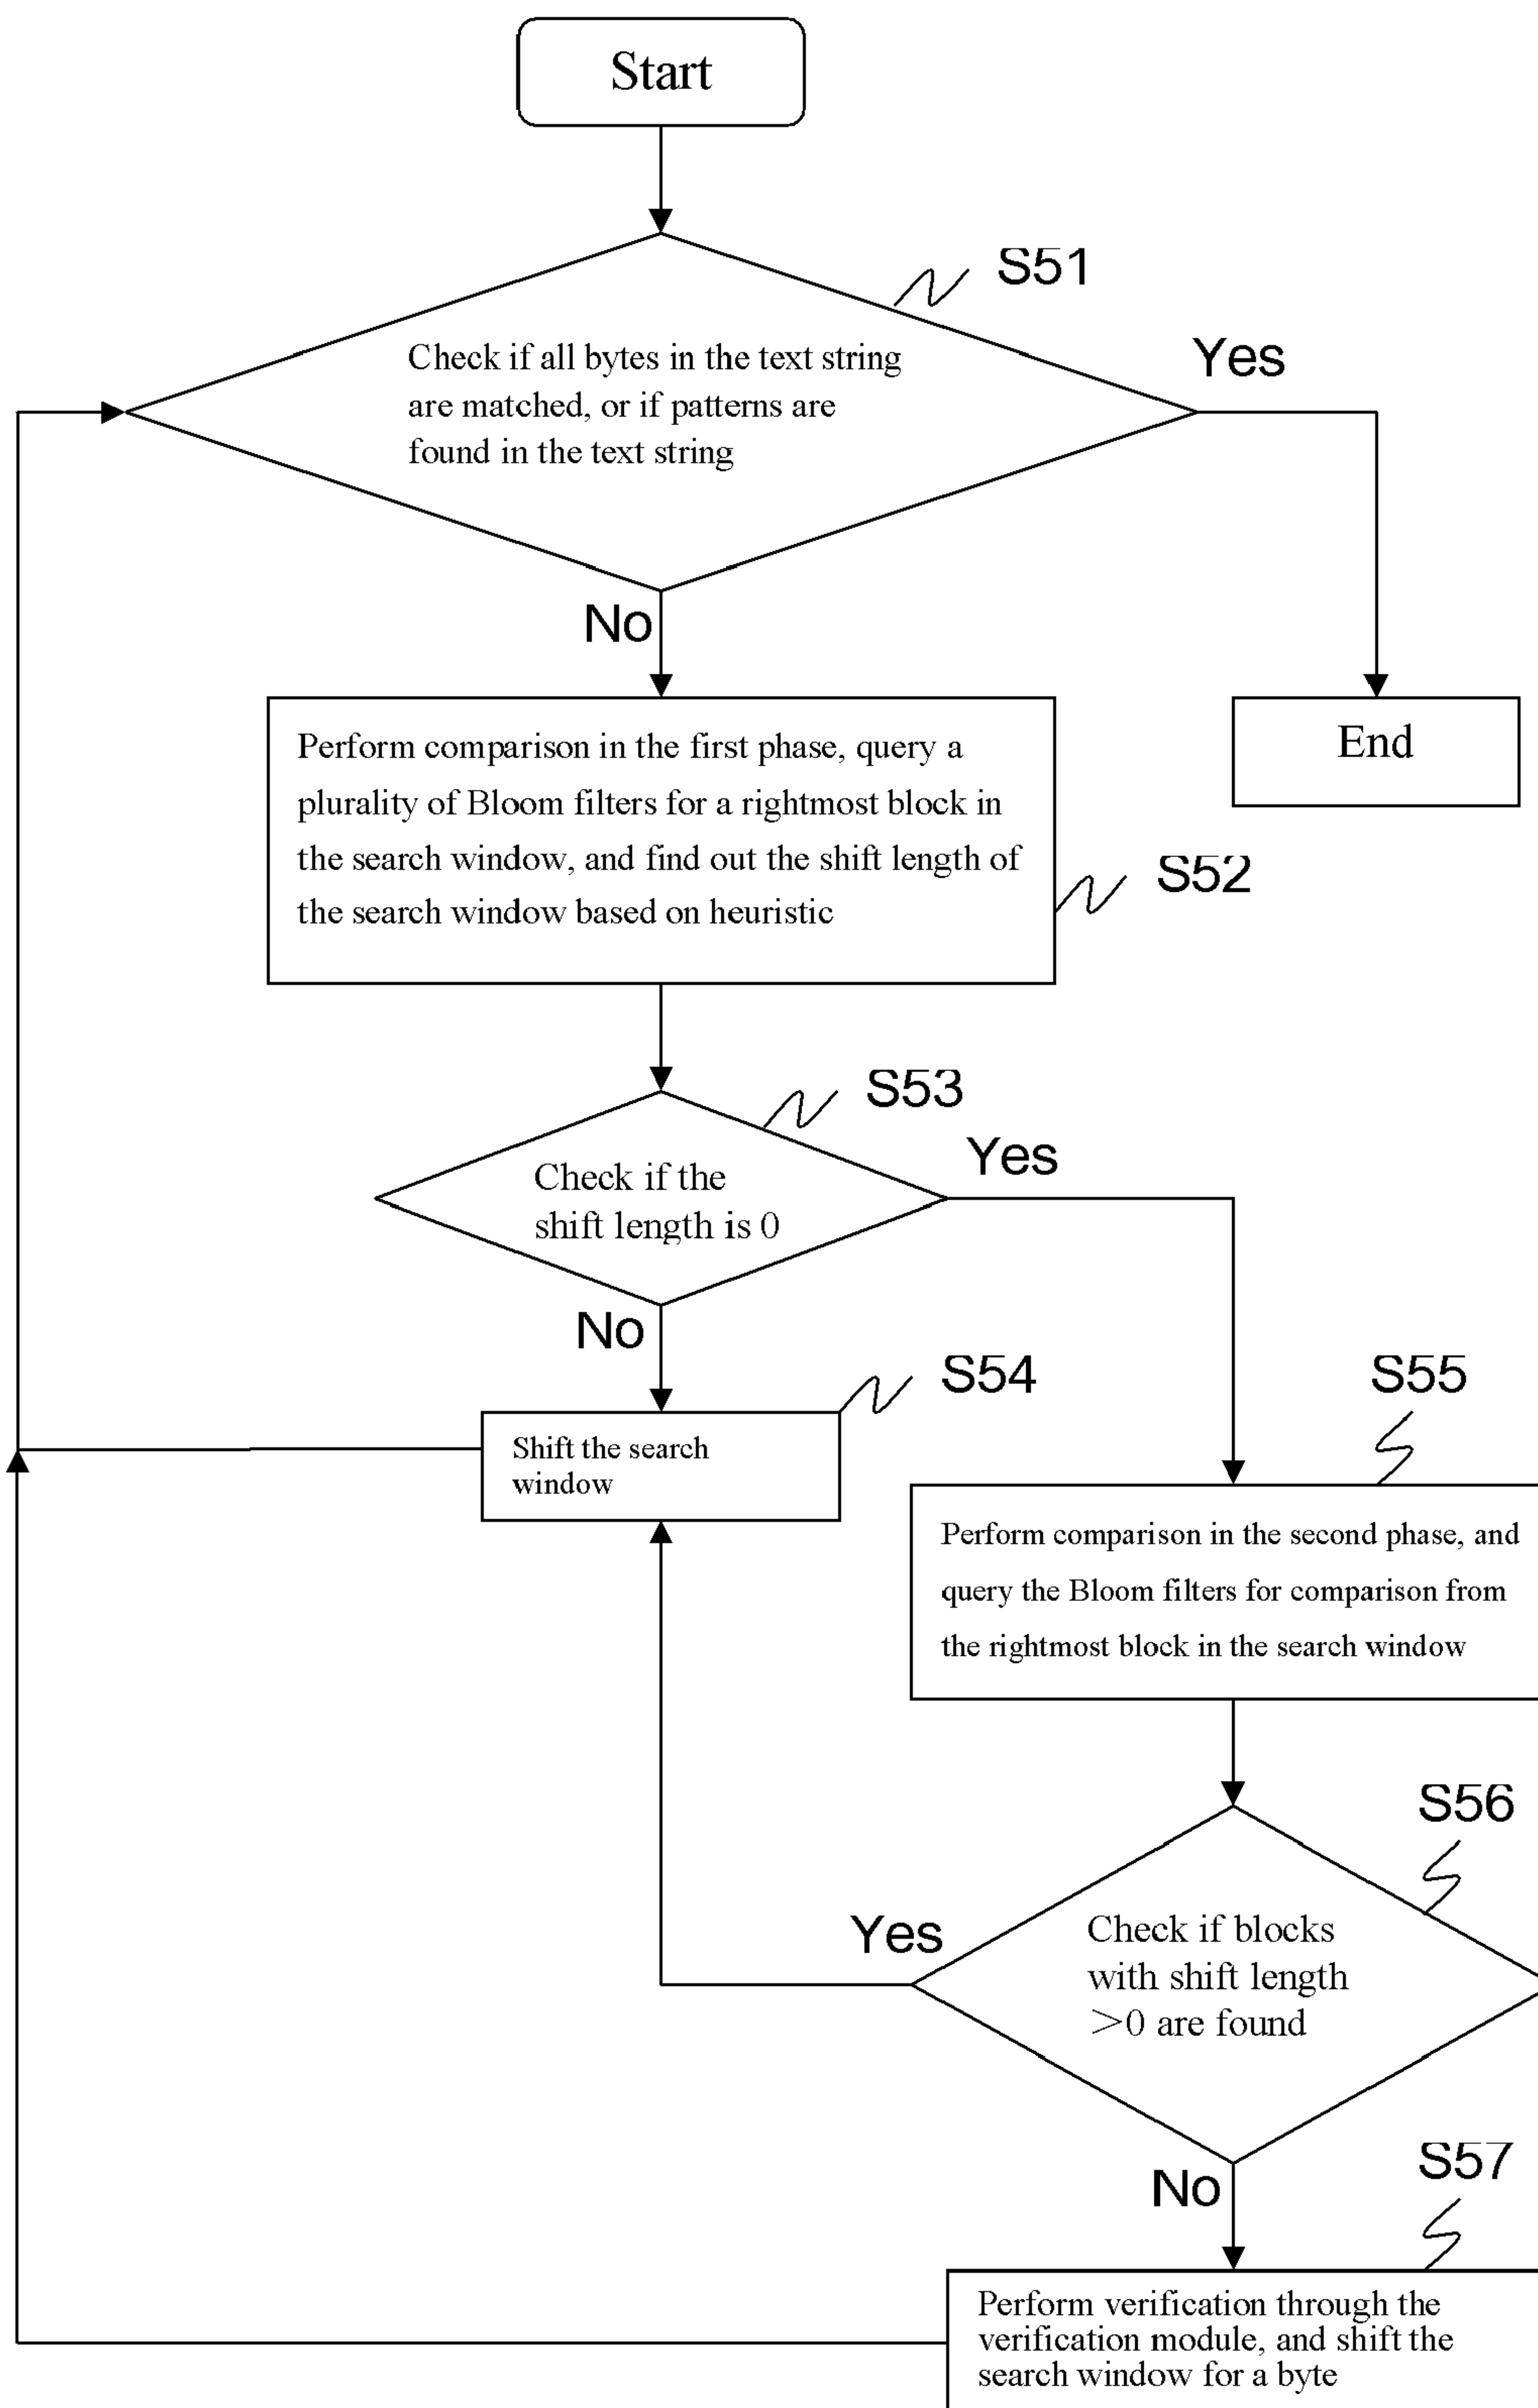 Start
S51
Check if all bytes in the text string
are matched, or if patterns are
found in the text string
Yes
No
Perform comparison in the first phase, query a
plurality of Bloom filters for a rightmost block in
the search window, and find out the shift length of
the search window based on heuristic
End
S52
S53
Check if the
shift length is 0
Yes
No
S54
Shift the search
window
S55
Perform comparison in the second phase, and
query the Bloom filters for comparison from
the rightmost block in the search window
S56
Yes
Check if blocks
with shift length
>0 are found
No
S57
Perform verification through the
verification module, and shift the
search window for a byte